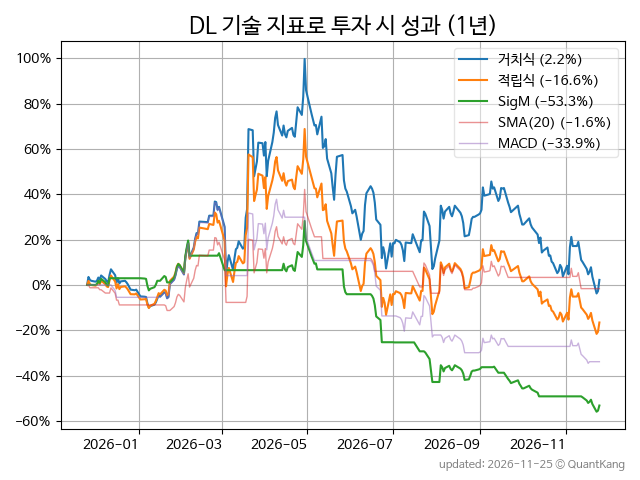 DL 기술 지표로 투자 시 성과 (1년)
거치식 (2.2%)
적립식 (−16.6%)
SigM (−53.3%)
SMA(20) (−1.6%)
MACD (−33.9%)
100%
80%
60%
40%
20%
0%
−20%
−40%
−60%
2026-01
2026-03
2026-05
2026-07
2026-09
2026-11
updated: 2026-11-25 © QuantKang